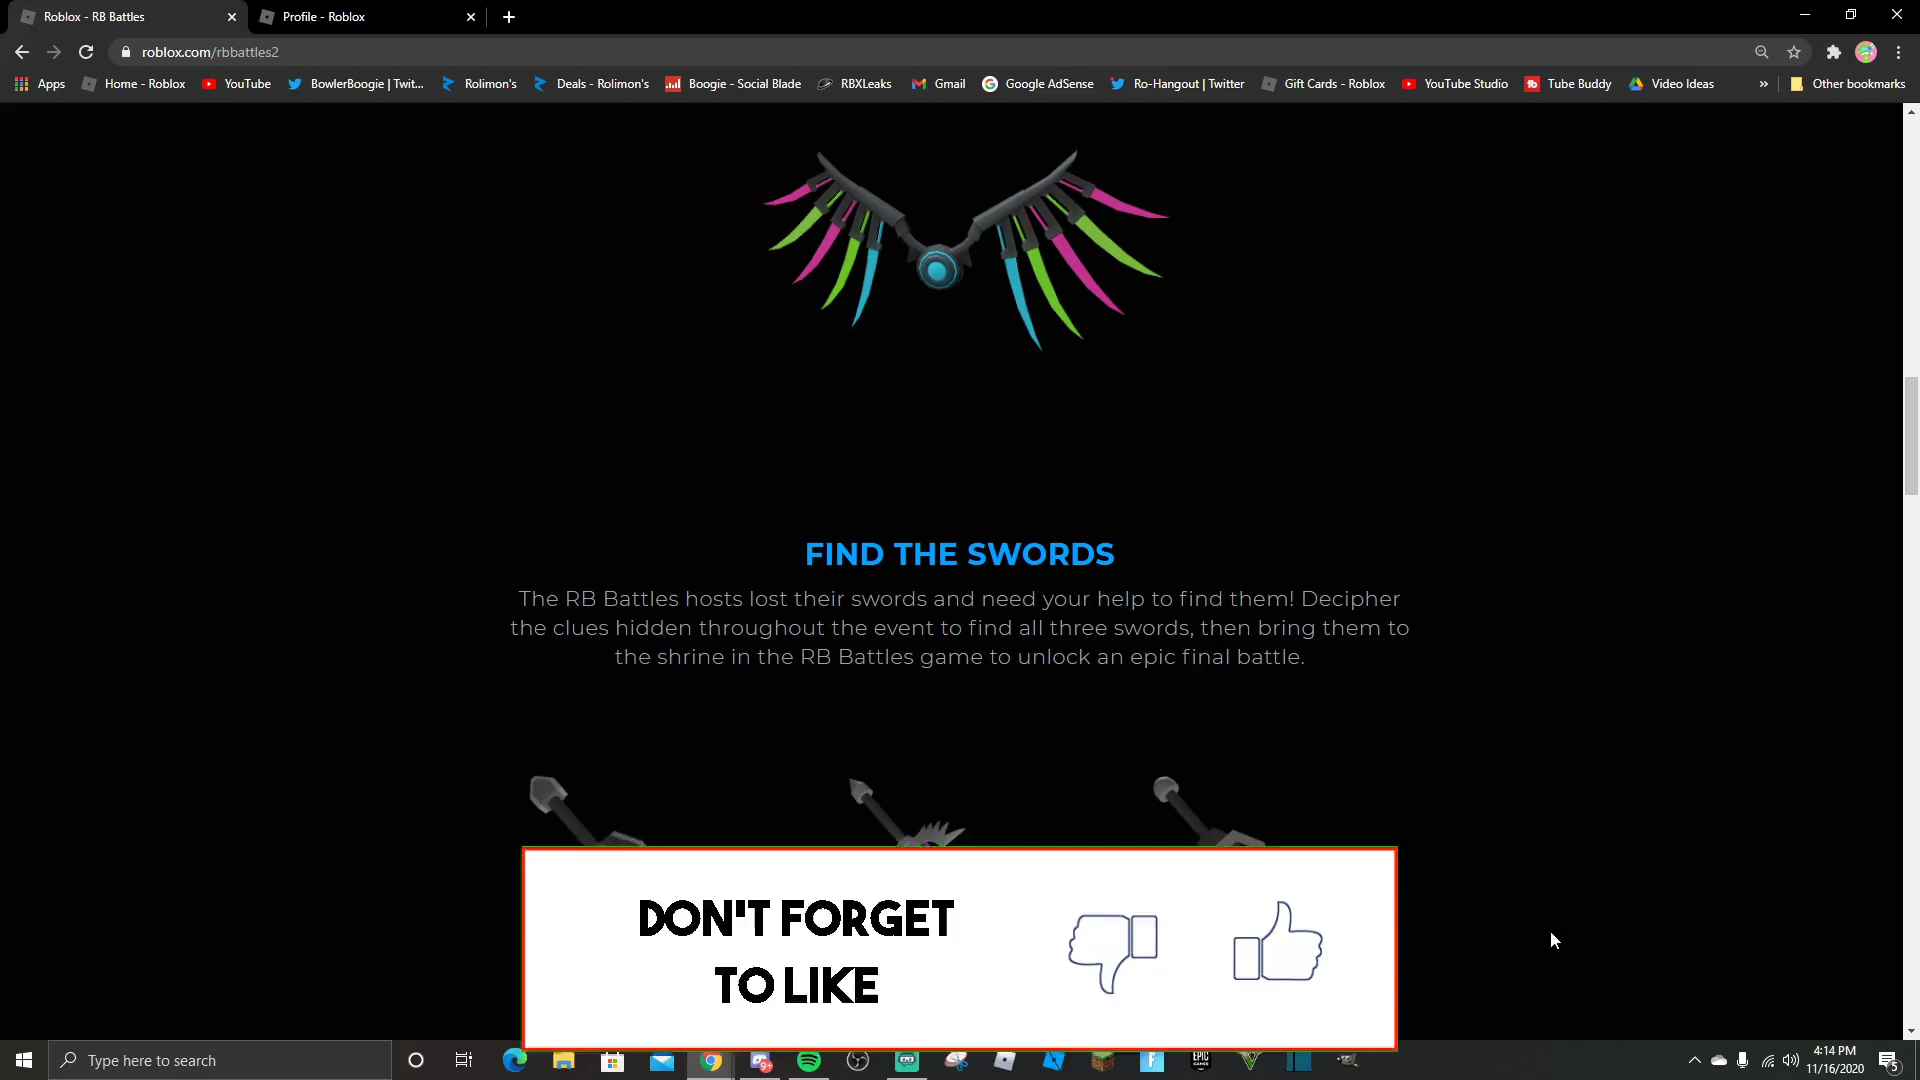 Roblox - RB Battles
Profile - Roblox
roblox.com/rbbattles2
Apps
Home - Roblox
YouTube
BowlerBoogie | Twit...
Rolimon's
Deals - Rolimon's
Boogie - Social Blade
RBXLeaks
Gmail
Google AdSense
Ro-Hangout | Twitter
Gift Cards - Roblox
YouTube Studio
Tube Buddy
Video Ideas
»
Other bookmarks
FIND THE SWORDS
The RB Battles hosts lost their swords and need your help to find them! Decipher
the clues hidden throughout the event to find all three swords, then bring them to
the shrine in the RB Battles game to unlock an epic final battle.
DON'T FORGET
TO LIKE
Type here to search
9+
EPIC
GAMES
4:14 PM
11/16/2020
5